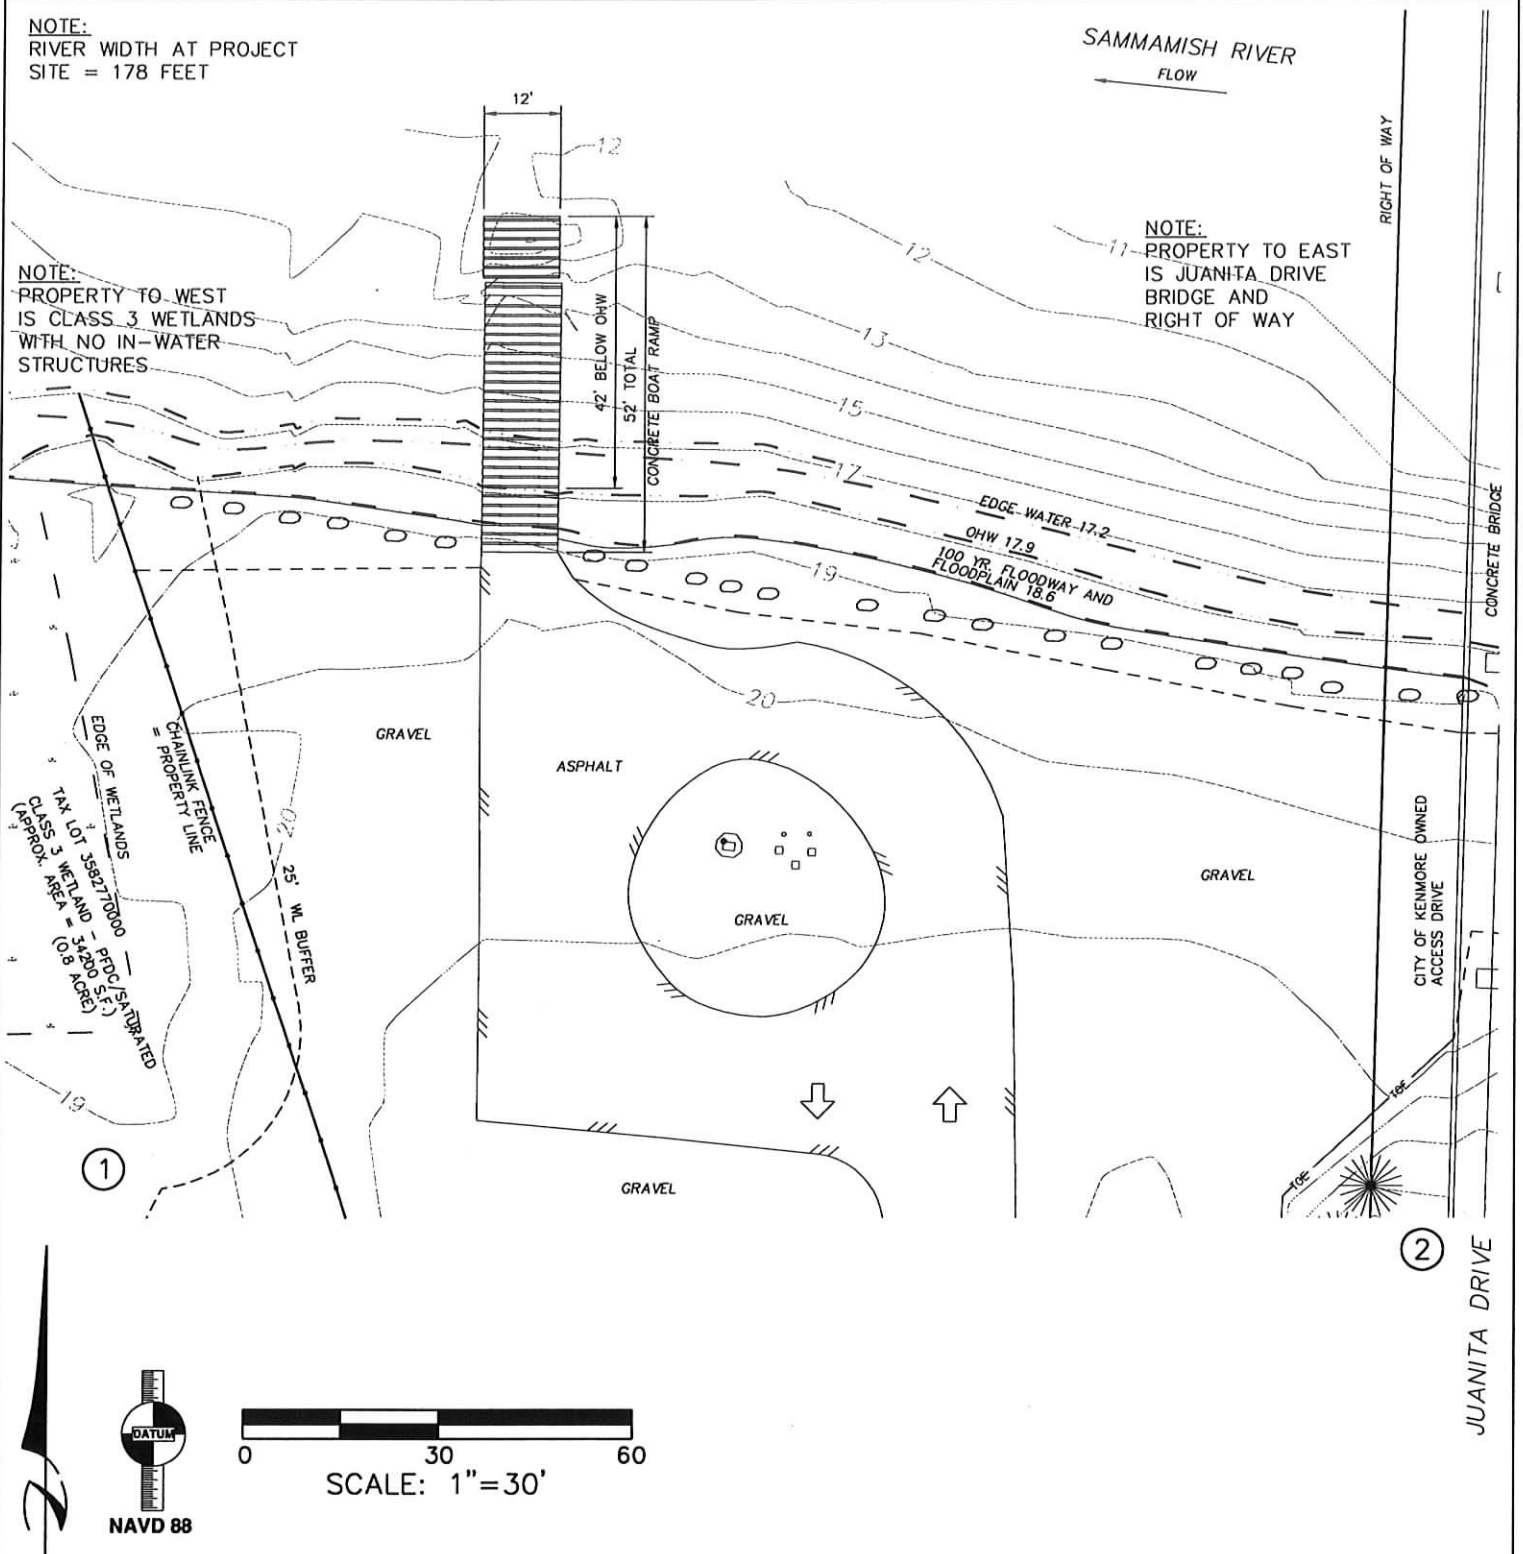 NOTE:
RIVER WIDTH AT PROJECT
SITE = 178 FEET
SAMMAMISH RIVER
FLOW
12'
12
RIGHT OF WAY
12
11
NOTE:
PROPERTY TO EAST
IS JUANITA DRIVE
BRIDGE AND
RIGHT OF WAY
NOTE:
PROPERTY TO WEST
IS CLASS 3 WETLANDS
WITH NO IN-WATER
STRUCTURES
42' BELOW OHW
52' TOTAL
CONCRETE BOAT RAMP
13
15
17
EDGE WATER 17.2
OHW 17.9
100 YR. FLOODWAY AND
FLOODPLAIN 18.6
CONCRETE BRIDGE
19
20
GRAVEL
ASPHALT
EDGE OF WETLANDS
CHAINLINK FENCE
= PROPERTY LINE
TAX LOT 3582770000
CLASS 3 WETLAND - PFDC/SATURATED
(APPROX. AREA = 34200 S.F.)
(0.8 ACRE)
20
25' WL BUFFER
GRAVEL
GRAVEL
CITY OF KENMORE OWNED
ACCESS DRIVE
19
TOE
TOE
1
GRAVEL
2
JUANITA DRIVE
DATUM
NAVD 88
0 30 60
SCALE: 1"=30'